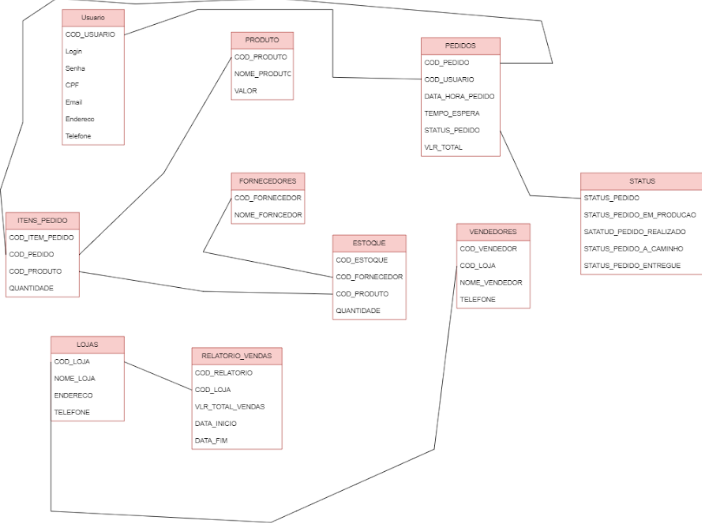 Usuario
COD_USUARIO
Login
Senha
CPF
Email
Endereco
Telefone
PRODUTO
COD_PRODUTO
NOME_PRODUTC
VALOR
PEDIDOS
COD_PEDIDO
COD_USUARIO
DATA_HORA_PEDIDO
TEMPO_ESPERA
STATUS_PEDIDO
VLR_TOTAL
FORNECEDORES
COD_FORNECEDOR
NOME_FORNCEDOR
STATUS
STATUS_PEDIDO
STATUS_PEDIDO_EM_PRODUCAO
SATATUD_PEDIDO_REALIZADO
STATUS_PEDIDO_A_CAMINHO
STATUS_PEDIDO_ENTREGUE
ITENS_PEDIDO
COD_ITEM_PEDIDO
COD_PEDIDO
COD_PRODUTO
QUANTIDADE
ESTOQUE
COD_ESTOQUE
COD_FORNECEDOR
COD_PRODUTO
QUANTIDADE
VENDEDORES
COD_VENDEDOR
COD_LOJA
NOME_VENDEDOR
TELEFONE
LOJAS
COD_LOJA
NOME_LOJA
ENDERECO
TELEFONE
RELATORIO_VENDAS
COD_RELATORIO
COD_LOJA
VLR_TOTAL_VENDAS
DATA_INICIO
DATA_FIM